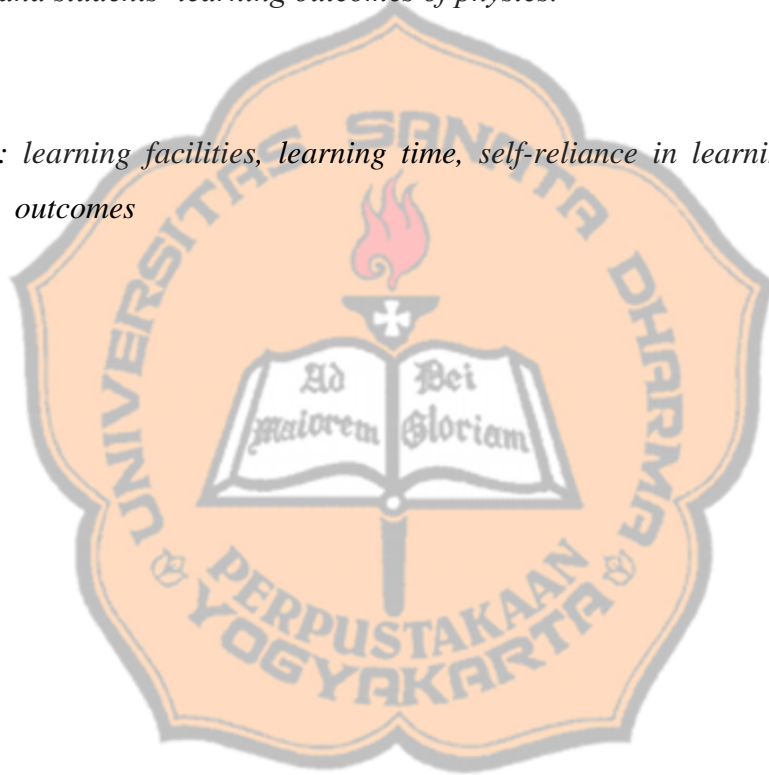 and students' learning outcomes of physics.
: learning facilities, learning time, self-reliance in learnin
outcomes
UNIVERSITAS SANATA DHARMA
Ad Dei
Maiorem Gloriam
PERPUSTAKAAN
YOGYAKARTA